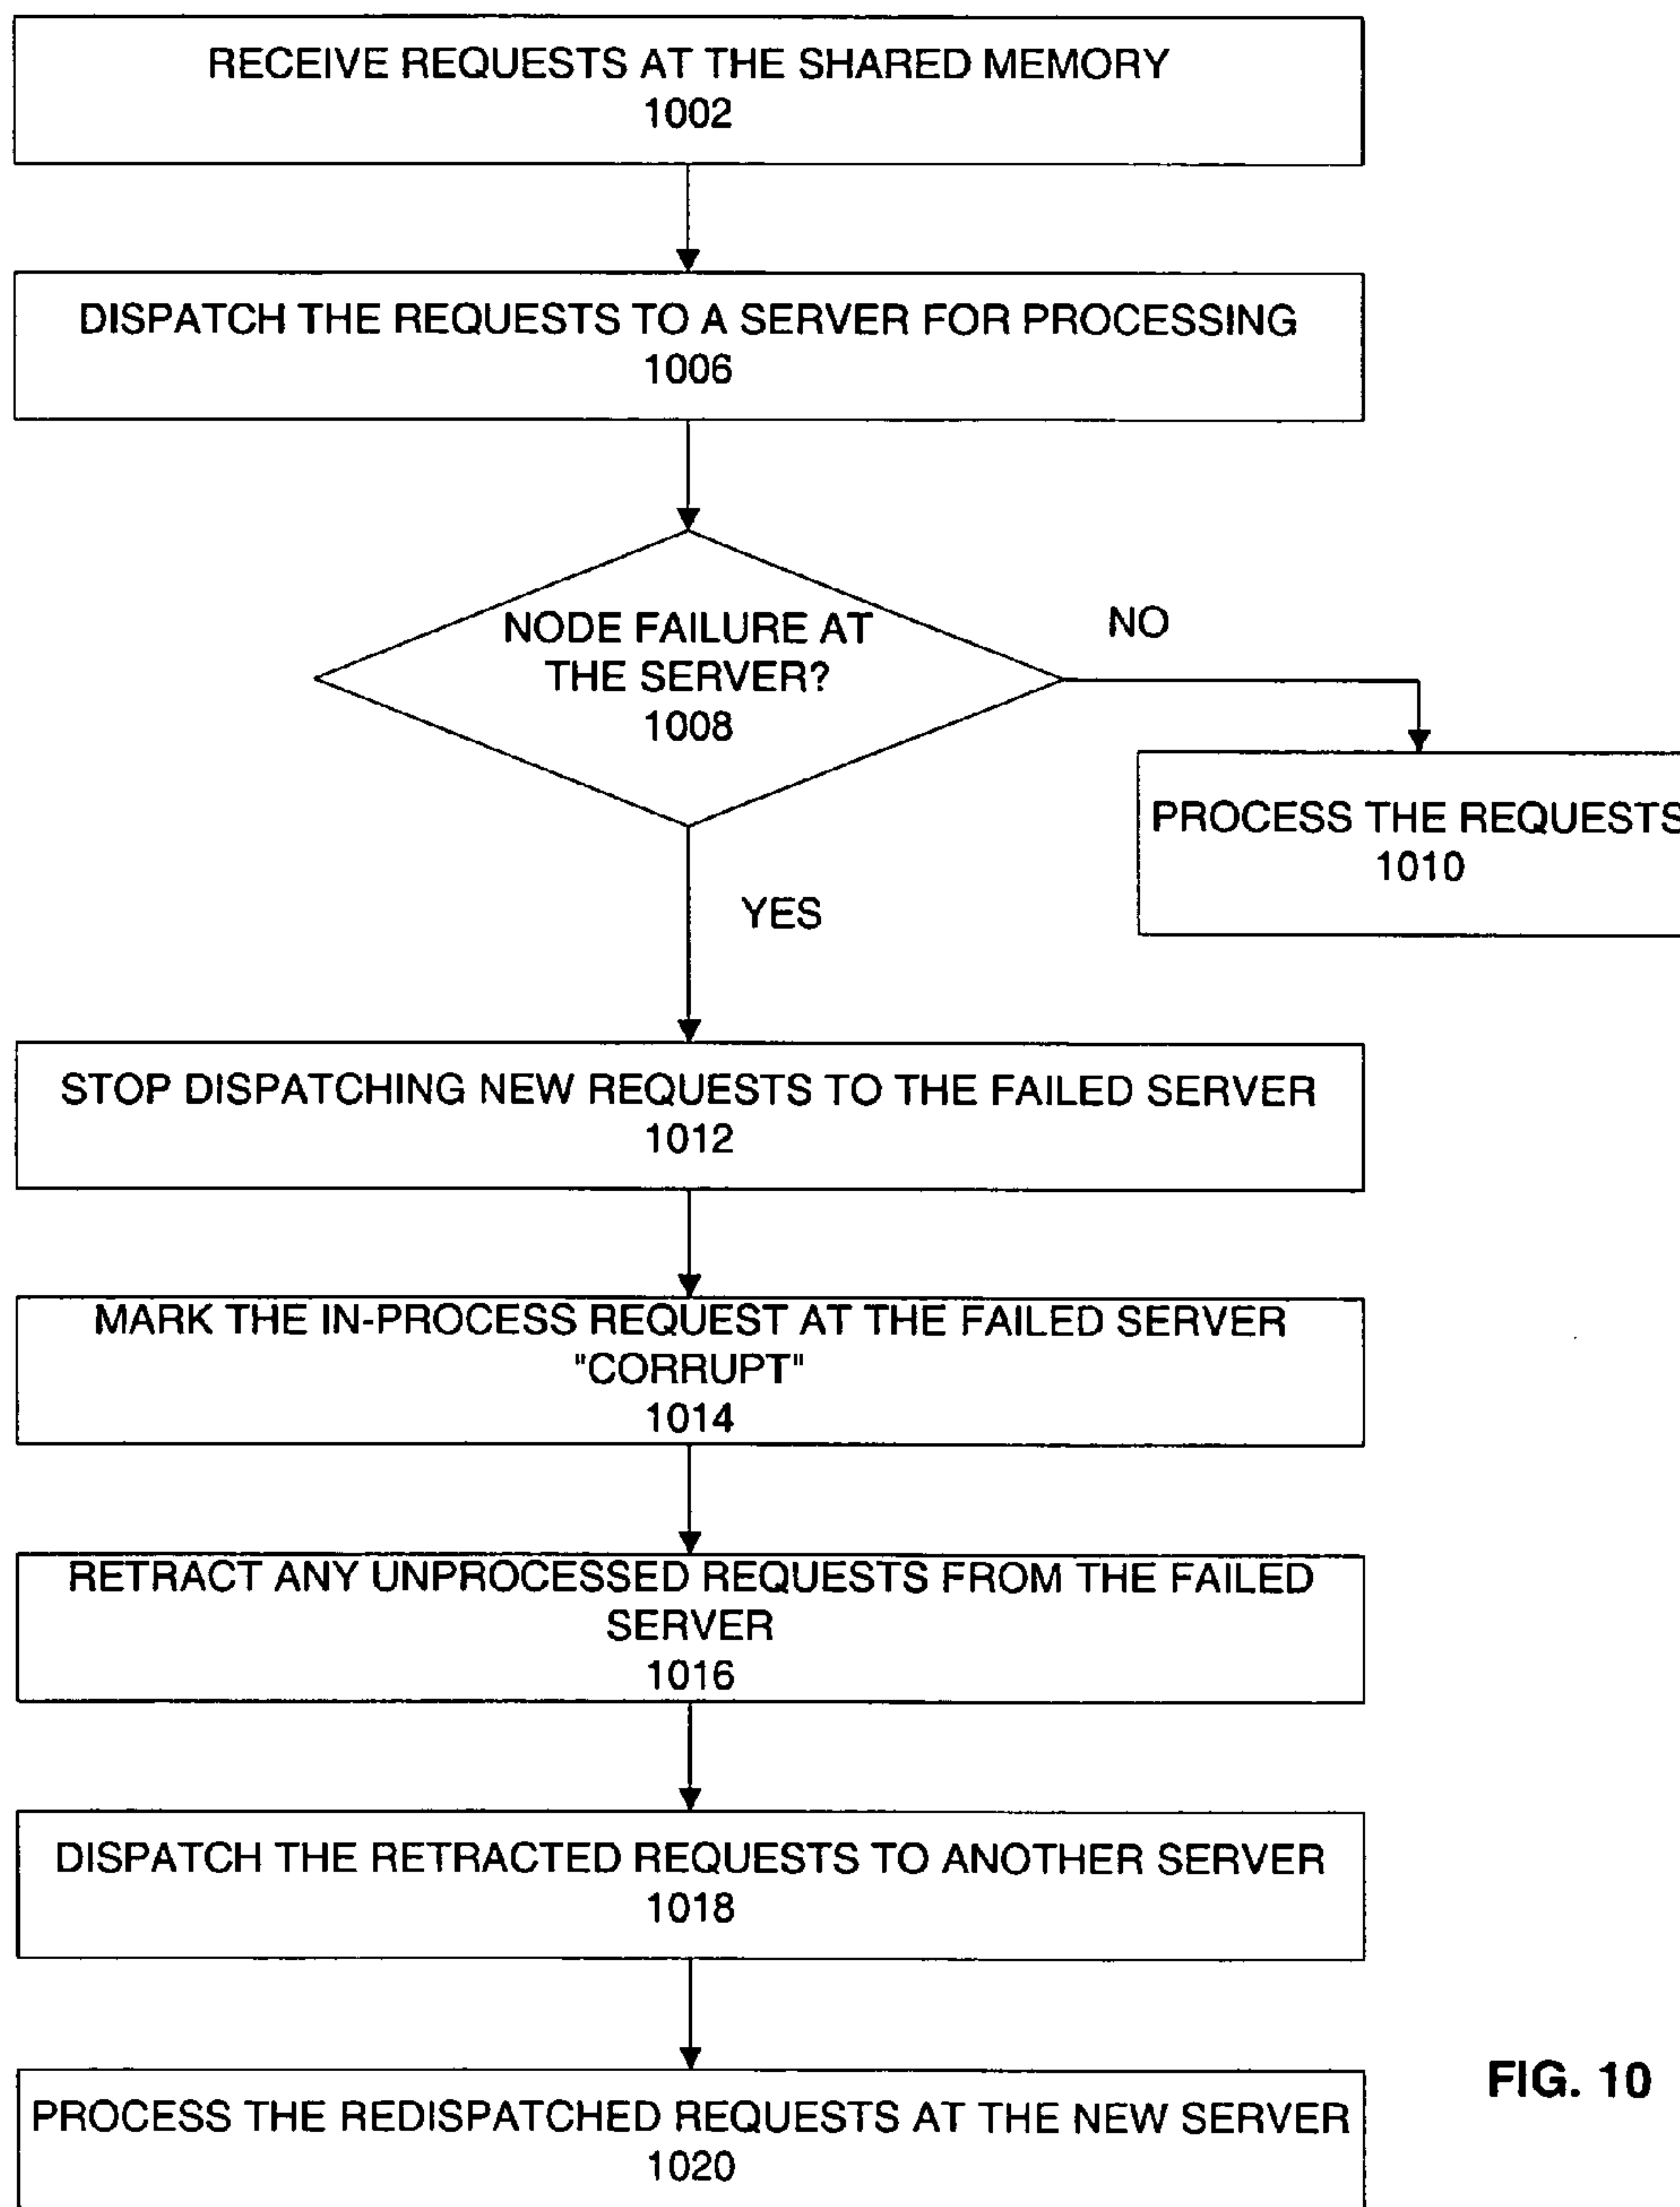 RECEIVE REQUESTS AT THE SHARED MEMORY
1002
DISPATCH THE REQUESTS TO A SERVER FOR PROCESSING
1006
NODE FAILURE AT
THE SERVER?
1008
NO
PROCESS THE REQUESTS
1010
YES
STOP DISPATCHING NEW REQUESTS TO THE FAILED SERVER
1012
MARK THE IN-PROCESS REQUEST AT THE FAILED SERVER
"CORRUPT"
1014
RETRACT ANY UNPROCESSED REQUESTS FROM THE FAILED
SERVER
1016
DISPATCH THE RETRACTED REQUESTS TO ANOTHER SERVER
1018
PROCESS THE REDISPATCHED REQUESTS AT THE NEW SERVER
1020
FIG. 10